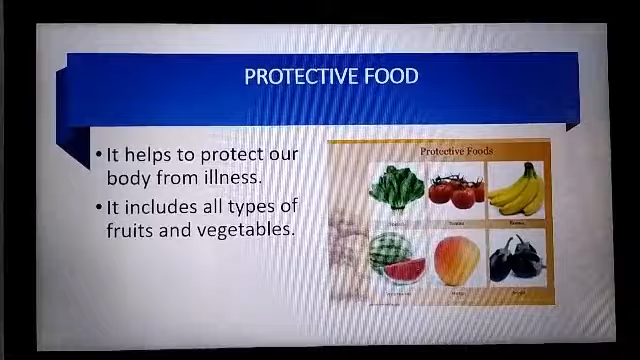 PROTECTIVE FOOD
• It helps to protect our
body from illness.
• It includes all types of
fruits and vegetables.
Protective Foods